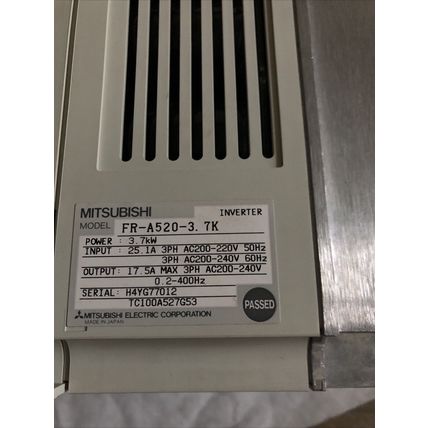 MITSUBISHI INVERTER
MODEL FR-A520-3.7K
POWER : 3.7kW
INPUT : 25.1A 3PH AC200-220V 50Hz
3PH AC200-240V 60Hz
OUTPUT: 17.5A MAX 3PH AC200-240V
0.2-400Hz
SERIAL: H4YG77012
TC100A527G53
PASSED
MITSUBISHI ELECTRIC CORPORATION
MADE IN JAPAN